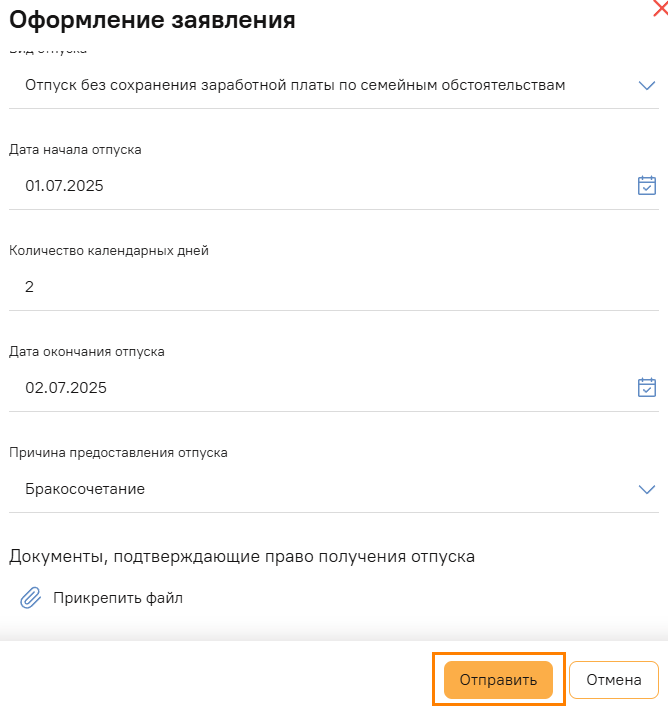 Оформление заявления
Вид отпуска
Отпуск без сохранения заработной платы по семейным обстоятельствам
Дата начала отпуска
01.07.2025
Количество календарных дней
2
Дата окончания отпуска
02.07.2025
Причина предоставления отпуска
Бракосочетание
Документы, подтверждающие право получения отпуска
Прикрепить файл
Отправить
Отмена